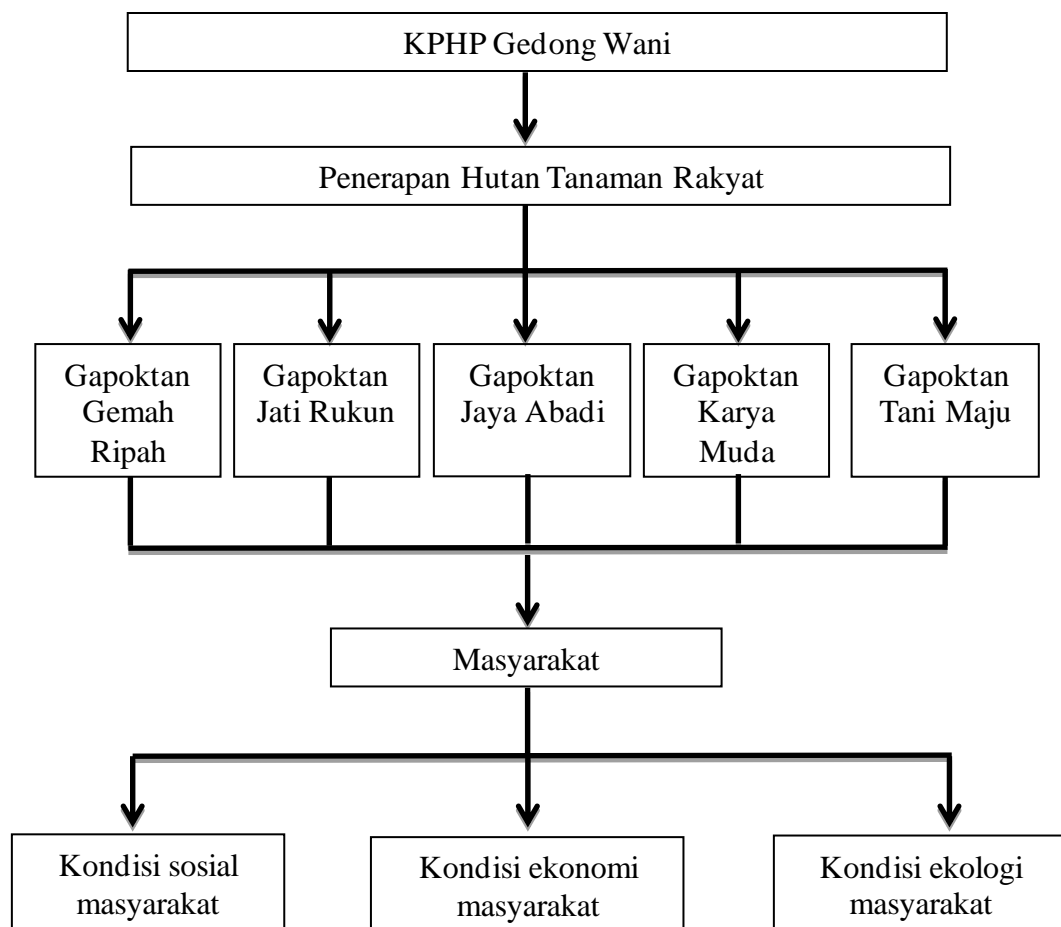 KPHP Gedong Wani
Penerapan Hutan Tanaman Rakyat
Gapoktan
Gemah
Ripah
Gapoktan
Jati Rukun
Gapoktan
Jaya Abadi
Gapoktan
Karya
Muda
Gapoktan
Tani Maju
Masyarakat
Kondisi sosial
masyarakat
Kondisi ekonomi
masyarakat
Kondisi ekologi
masyarakat